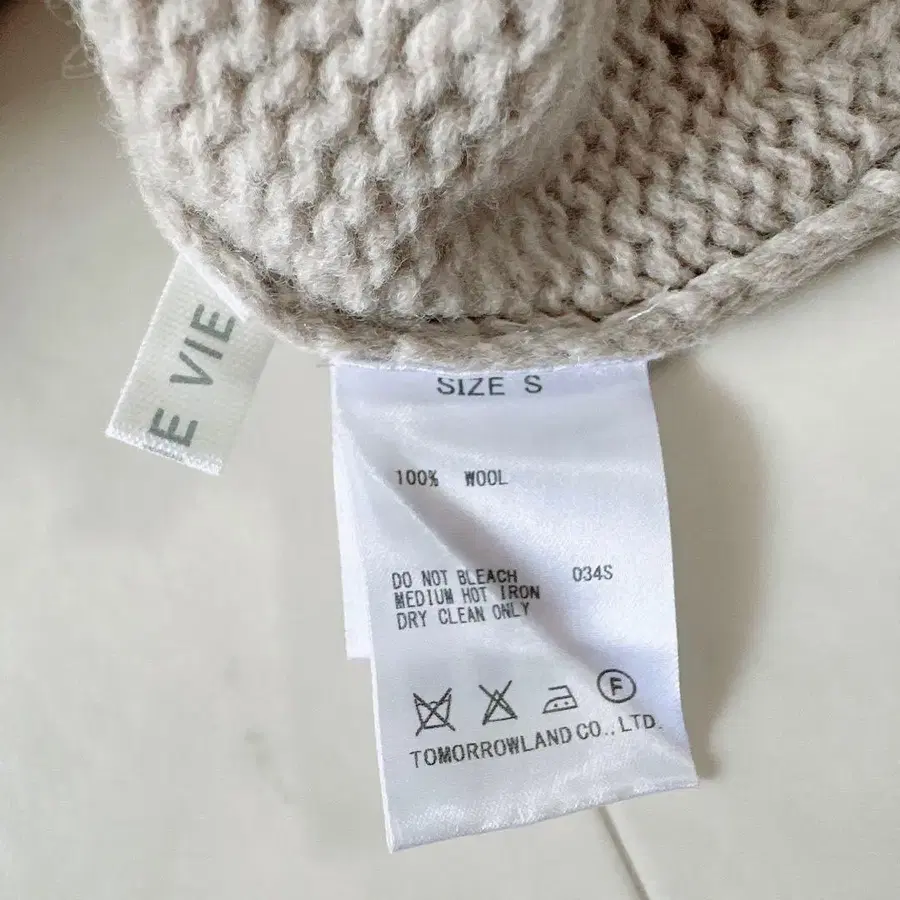 E VIE
SIZE S
100% WOOL
DO NOT BLEACH 034S
MEDIUM HOT IRON
DRY CLEAN ONLY
F
TOMORROWLAND CO., LTD.